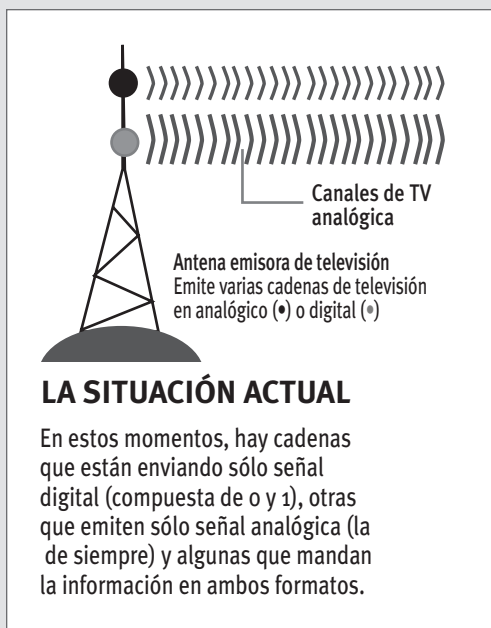 Canales de TV
analógica
Antena emisora de televisión
Emite varias cadenas de televisión
en analógico (•) o digital (•)
LA SITUACIÓN ACTUAL
En estos momentos, hay cadenas
que están enviando sólo señal
digital (compuesta de 0 y 1), otras
que emiten sólo señal analógica (la
de siempre) y algunas que mandan
la información en ambos formatos.